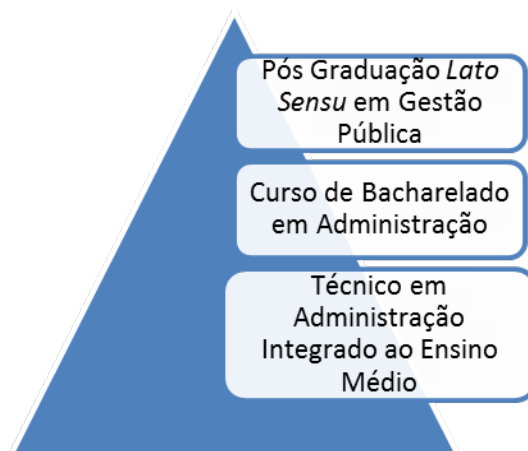 Pós Graduação Lato
Sensu em Gestão
Pública
Curso de Bacharelado
em Administração
Técnico em
Administração
Integrado ao Ensino
Médio